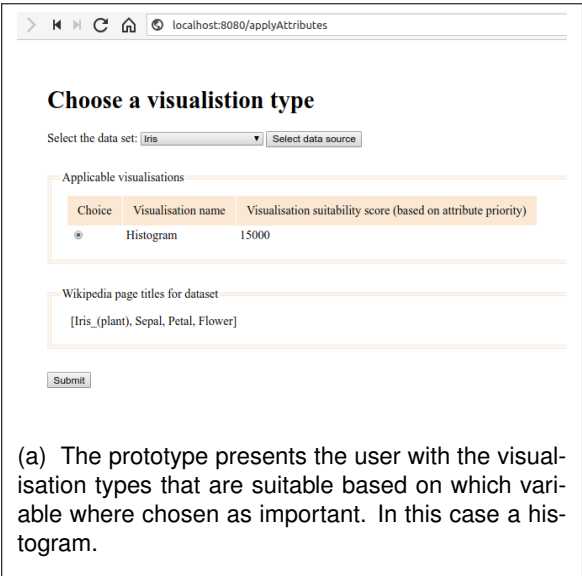 localhost:8080/applyAttributes
Choose a visualistion type
Select the data set: Iris Select data source
Applicable visualisations
Choice Visualisation name Visualisation suitability score (based on attribute priority)
Histogram 15000
Wikipedia page titles for dataset
[Iris_(plant), Sepal, Petal, Flower]
Submit
(a) The prototype presents the user with the visual-
isation types that are suitable based on which vari-
able where chosen as important. In this case a his-
togram.